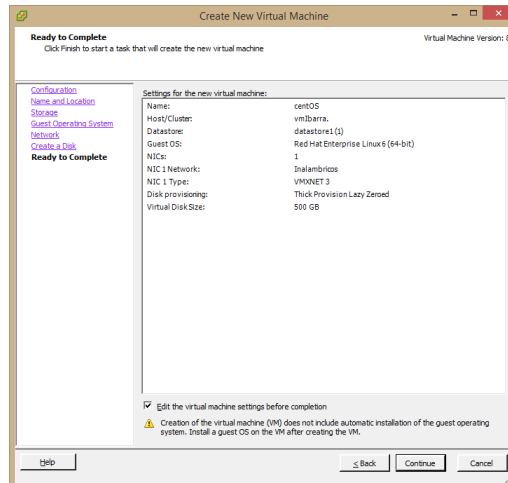 Create New Virtual Machine
Ready to Complete
Click Finish to start a task that will create the new virtual machine
Virtual Machine Version: 8
Configuration
Name and Location
Storage
Guest Operating System
Network
Create a Disk
Ready to Complete
Settings for the new virtual machine:
Name: centOS
Host/Cluster: vmIbarra.
Datastore: datastore1 (1)
Guest OS: Red Hat Enterprise Linux 6 (64-bit)
NICs: 1
NIC 1 Network: Inalambricos
NIC 1 Type: VMXNET 3
Disk provisioning: Thick Provision Lazy Zeroed
Virtual Disk Size: 500 GB
Edit the virtual machine settings before completion
Creation of the virtual machine (VM) does not include automatic installation of the guest operating
system. Install a guest OS on the VM after creating the VM.
Help
< Back
Continue
Cancel